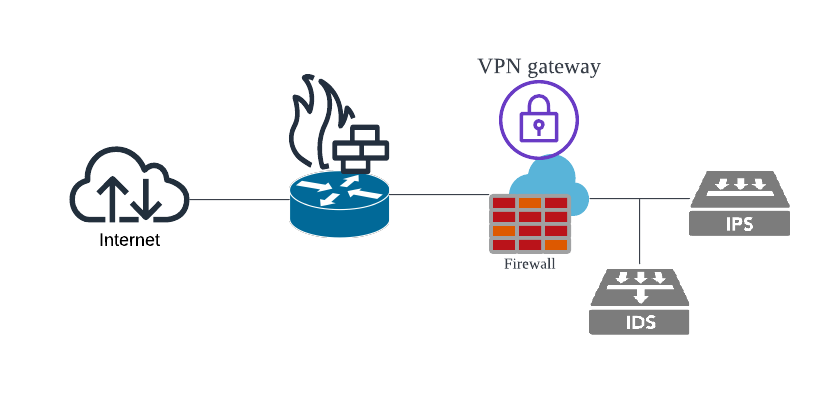 VPN gateway
Internet
Firewall
IPS
IDS